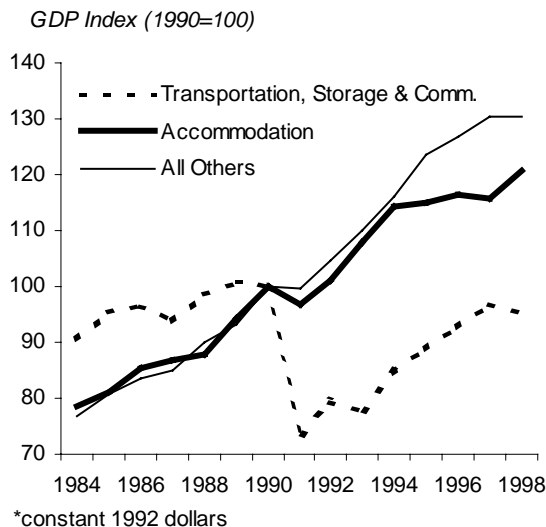 GDP Index (1990=100)
140
130
120
110
100
90
80
70
Transportation, Storage & Comm.
Accommodation
All Others
1984 1986 1988 1990 1992 1994 1996 1998
*constant 1992 dollars